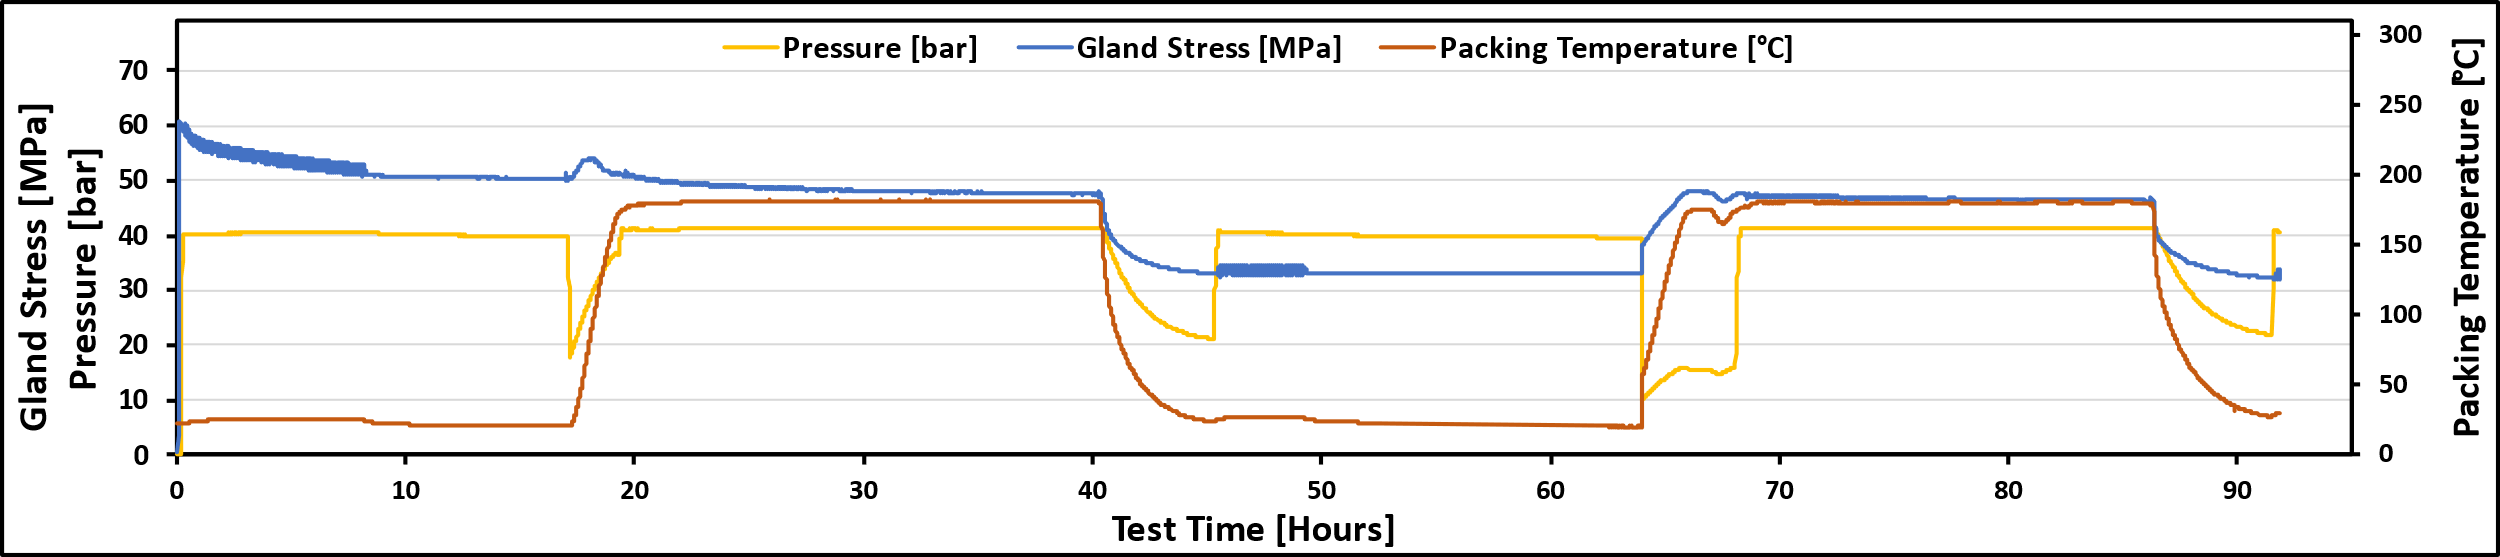 Pressure [bar] Gland Stress [MPa] Packing Temperature [°C]
Gland Stress [MPa]
Pressure [bar]
70
60
50
40
30
20
10
0
300
250
200
150
100
50
0
Packing Temperature [°C]
0 10 20 30 40 50 60 70 80 90
Test Time [Hours]